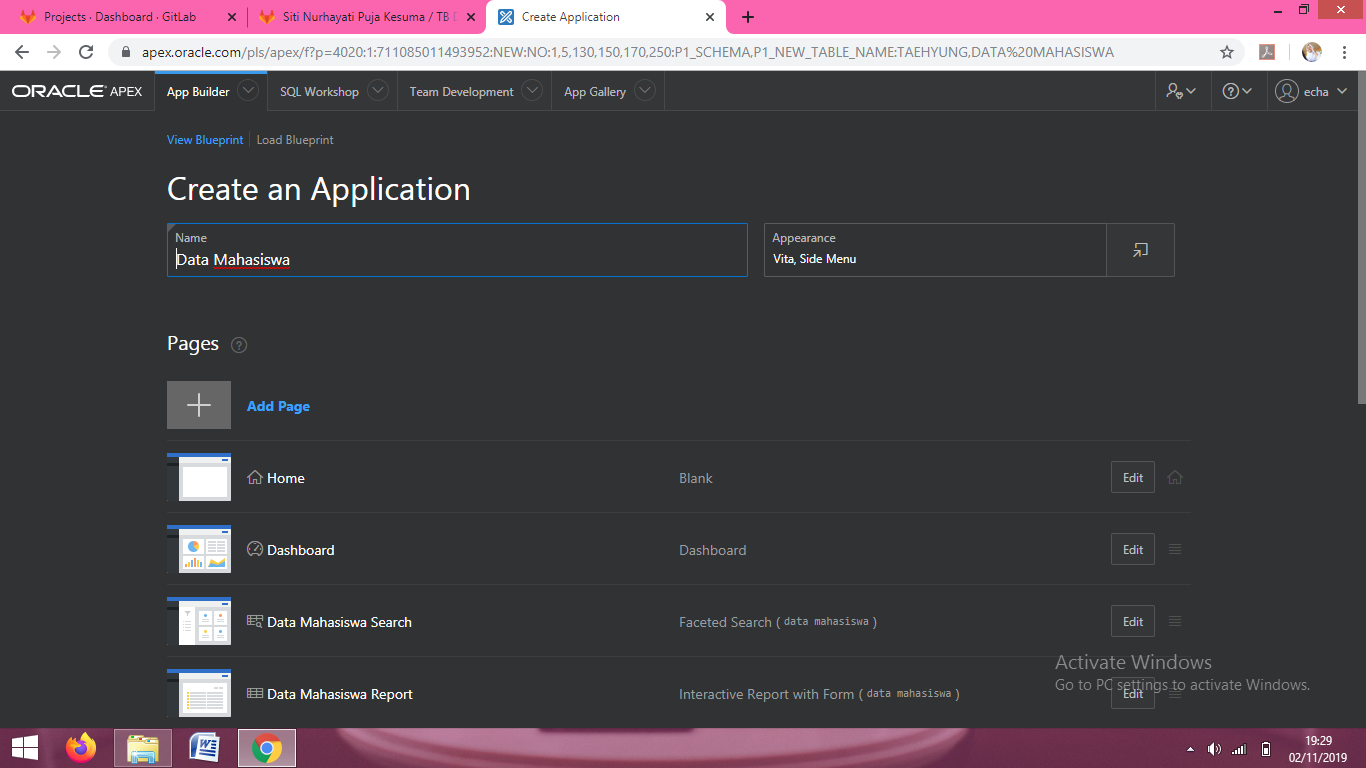 Projects · Dashboard · GitLab
Siti Nurhayati Puja Kesuma / TB D
Create Application
apex.oracle.com/pls/apex/f?p=4020:1:711085011493952:NEW:NO:1,5,130,150,170,250:P1_SCHEMA,P1_NEW_TABLE_NAME:TAEHYUNG,DATA%20MAHASISWA
ORACLE APEX
App Builder
SQL Workshop
Team Development
App Gallery
echa
View Blueprint
Load Blueprint
Create an Application
Name
Data Mahasiswa
Appearance
Vita, Side Menu
Pages
Add Page
Home
Blank
Edit
Dashboard
Dashboard
Edit
Data Mahasiswa Search
Faceted Search ( data mahasiswa )
Edit
Data Mahasiswa Report
Interactive Report with Form ( data mahasiswa )
Edit
Activate Windows
Go to PC settings to activate Windows.
19:29
02/11/2019